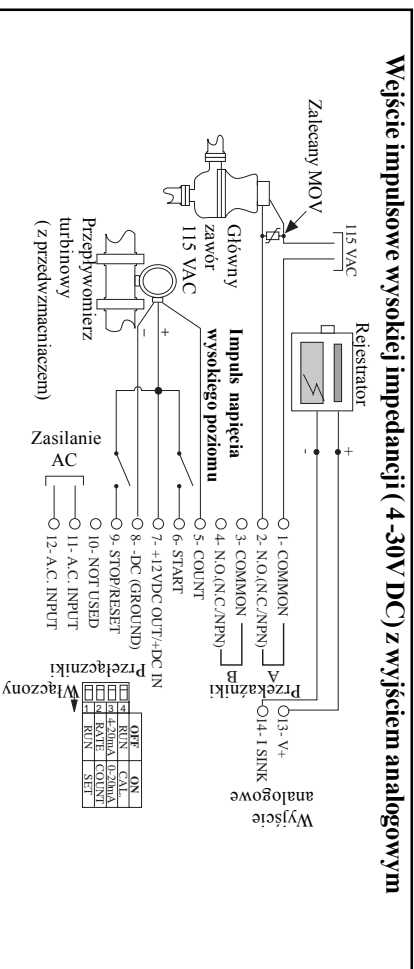 Wejście impulsowe wysokiej impedancji ( 4 -30V DC) z wyjściem analogowym
115 VAC
Zalecany MOV
Rejestrator
+
-
Główny
zawór
115 VAC
Przepływomierz
turbinowy
( z przedwzmacniaczem)
+
-
Impuls napięcia
wysokiego poziomu
Zasilanie
AC
1- COMMON
2- N.O.(N.C./NPN)
3- COMMON
4- N.O.(N.C./NPN)
5- COUNT
6- START
7- +12VDC OUT/+DC IN
8- -DC (GROUND)
9- STOP/RESET
10- NOT USED
11- A.C. INPUT
12- A.C. INPUT
A
B
Przekaźniki
13- V+
14- I SINK
Wyjście
analogowe
Przełączniki
Włączony
OFF ON
4 RUN CAL.
3 4-20mA 0-20mA
2 RATE COUNT
1 RUN SET